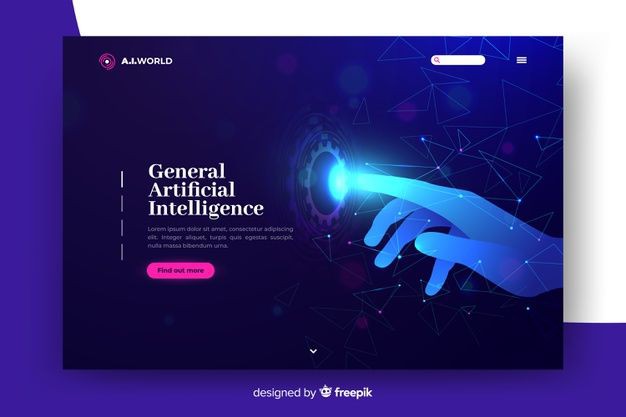 A.I.WORLD
General
Artificial
Intelligence
Lorem ipsum dolor sit amet, consectetur adipiscing
elit. Integer aliquet, turpis quis egestas suscipit,
massa bibendum urna.
Find out more
designed by freepik